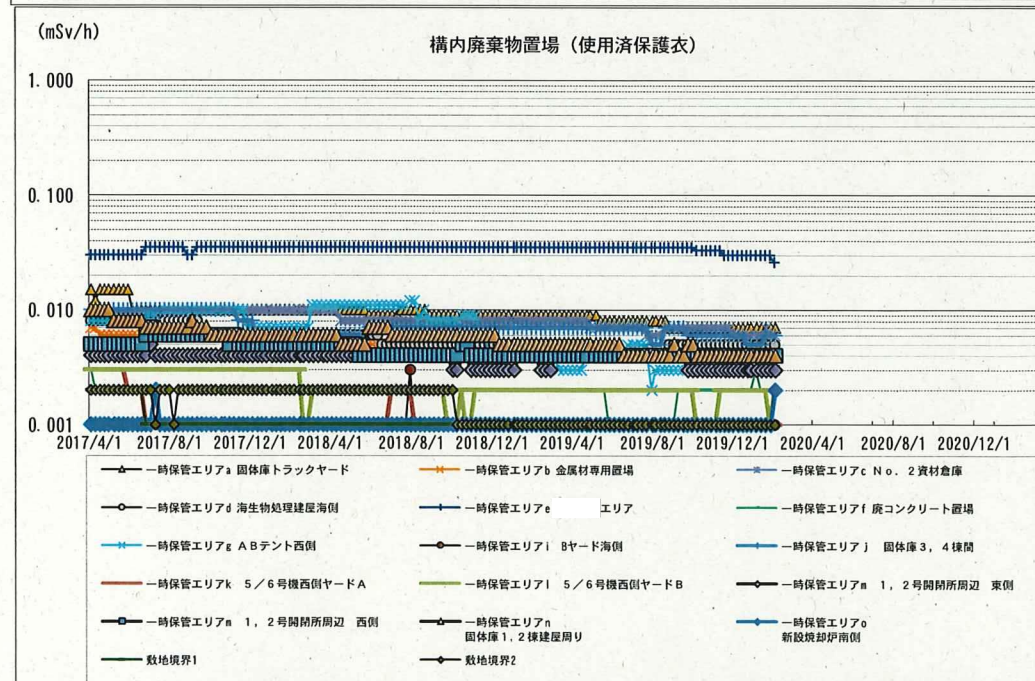 (mSv/h)
構内廃棄物置場（使用済保護衣）
1.000
0.100
0.010
0.001
2017/4/1 2017/8/1 2017/12/1 2018/4/1 2018/8/1 2018/12/1 2019/4/1 2019/8/1 2019/12/1 2020/4/1 2020/8/1 2020/12/1
一時保管エリアa 固体庫トラックヤード
一時保管エリアb 金属材専用置場
一時保管エリアc No．2資材倉庫
一時保管エリアd 海生物処理建屋海側
一時保管エリアe エリア
一時保管エリアf 廃コンクリート置場
一時保管エリアg ABテント西側
一時保管エリアi Bヤード海側
一時保管エリアj 固体庫3，4棟間
一時保管エリアk 5／6号機西側ヤードA
一時保管エリアl 5／6号機西側ヤードB
一時保管エリアm 1，2号開閉所周辺 東側
一時保管エリアm 1，2号開閉所周辺 西側
一時保管エリアn
固体庫1,2棟建屋周り
一時保管エリアo
新設焼却炉南側
敷地境界1
敷地境界2